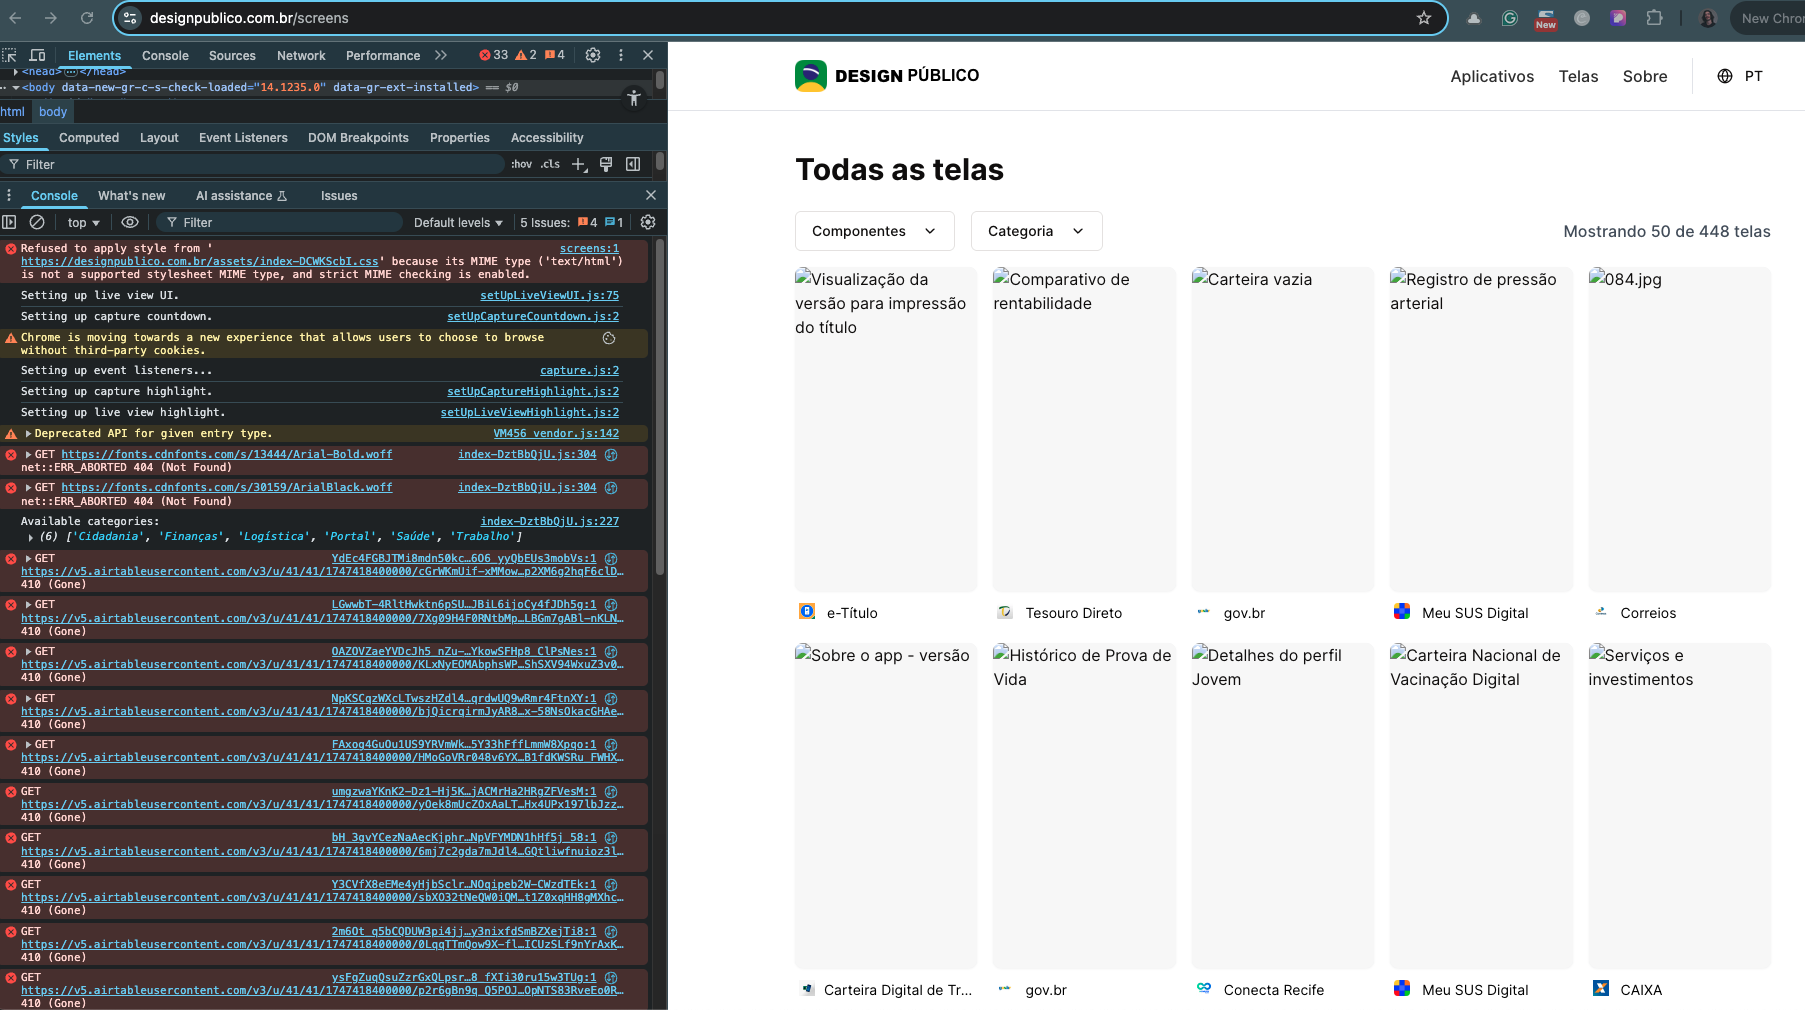 designpublico.com.br/screens
New
New Chro
Elements
Console
Sources
Network
Performance
33
2
4
<head> ⋯ </head>
<body data-new-gr-c-s-check-loaded="14.1235.0" data-gr-ext-installed> == $0
html
body
Styles
Computed
Layout
Event Listeners
DOM Breakpoints
Properties
Accessibility
Filter
:hov
.cls
Console
What's new
AI assistance
Issues
top
Filter
Default levels
5 Issues:
4
1
Refused to apply style from ' screens:1
https://designpublico.com.br/assets/index-DCWKScbI.css' because its MIME type ('text/html')
is not a supported stylesheet MIME type, and strict MIME checking is enabled.
Setting up live view UI. setUpLiveViewUI.js:75
Setting up capture countdown. setUpCaptureCountdown.js:2
Chrome is moving towards a new experience that allows users to choose to browse
without third-party cookies.
Setting up event listeners... capture.js:2
Setting up capture highlight. setUpCaptureHighlight.js:2
Setting up live view highlight. setUpLiveViewHighlight.js:2
Deprecated API for given entry type. VM456 vendor.js:142
GET https://fonts.cdnfonts.com/s/13444/Arial-Bold.woff index-DztBbQjU.js:304
net::ERR_ABORTED 404 (Not Found)
GET https://fonts.cdnfonts.com/s/30159/ArialBlack.woff index-DztBbQjU.js:304
net::ERR_ABORTED 404 (Not Found)
Available categories: index-DztBbQjU.js:227
(6) ['Cidadania', 'Finanças', 'Logística', 'Portal', 'Saúde', 'Trabalho']
GET YdEc4FGBJTMi8mdn50kc…6O6_yyQbEUs3mobVs:1
https://v5.airtableusercontent.com/v3/u/41/41/1747418400000/cGrWKmUif-xMMow…p2XM6g2hqF6clD…
410 (Gone)
GET LGwwbT-4RltHwktn6pSU…JBiL6ijoCy4fJDh5g:1
https://v5.airtableusercontent.com/v3/u/41/41/1747418400000/7Xg09H4F0RNtbMp…LBGm7gABl-nKLN…
410 (Gone)
GET OAZOVZaeYVDcJh5_nZu-…YkowSFHp8_ClPsNes:1
https://v5.airtableusercontent.com/v3/u/41/41/1747418400000/KLxNyEOMAbphsWP…ShSXV94WxuZ3v0…
410 (Gone)
GET NpKSCqzWXcLTwszHZdl4…qrdwUQ9wRmr4FtnXY:1
https://v5.airtableusercontent.com/v3/u/41/41/1747418400000/bjQicrqirmJyAR8…x-58NsOkacGHAe…
410 (Gone)
GET FAxog4GuOu1US9YRVmWk…5Y33hFffLmmW8Xpqo:1
https://v5.airtableusercontent.com/v3/u/41/41/1747418400000/HMoGoVRr048v6YX…B1fdKWSRu_FWHX…
410 (Gone)
GET umgzwaYKnK2-Dz1-Hj5K…jACMrHa2HRgZFVesM:1
https://v5.airtableusercontent.com/v3/u/41/41/1747418400000/yOek8mUcZOxAaLT…Hx4UPx197lbJzz…
410 (Gone)
GET bH_3gvYCezNaAecKjphr…NpVFYMDN1hHf5j_58:1
https://v5.airtableusercontent.com/v3/u/41/41/1747418400000/6mj7c2gda7mJdl4…GQtliwfnuioz3l…
410 (Gone)
GET Y3CVfX8eEMe4yHjbSclr…NOqipeb2W-CWzdTEk:1
https://v5.airtableusercontent.com/v3/u/41/41/1747418400000/sbXO32tNeQW0iQM…t1Z0xqHH8gMXhc…
410 (Gone)
GET 2m6Ot_q5bCQDUW3pi4jj…y3nixfdSmBZXejTi8:1
https://v5.airtableusercontent.com/v3/u/41/41/1747418400000/0LqqTTmQow9X-fl…ICUzSLf9nYrAxK…
410 (Gone)
GET ysFgZuqQsuZzrGxQLpsr…8_fXIi30ru15w3TUg:1
https://v5.airtableusercontent.com/v3/u/41/41/1747418400000/p2r6gBn9q_Q5POJ…OpNTS83RveEo0R…
410 (Gone)
DESIGN PÚBLICO
Aplicativos
Telas
Sobre
PT
Todas as telas
Componentes
Categoria
Mostrando 50 de 448 telas
Visualização da
versão para impressão
do título
Comparativo de
rentabilidade
Carteira vazia
Registro de pressão
arterial
084.jpg
e-Título
Tesouro Direto
gov.br
Meu SUS Digital
Correios
Sobre o app - versão
Histórico de Prova de
Vida
Detalhes do perfil
Jovem
Carteira Nacional de
Vacinação Digital
Serviços e
investimentos
Carteira Digital de Tr...
gov.br
Conecta Recife
Meu SUS Digital
CAIXA